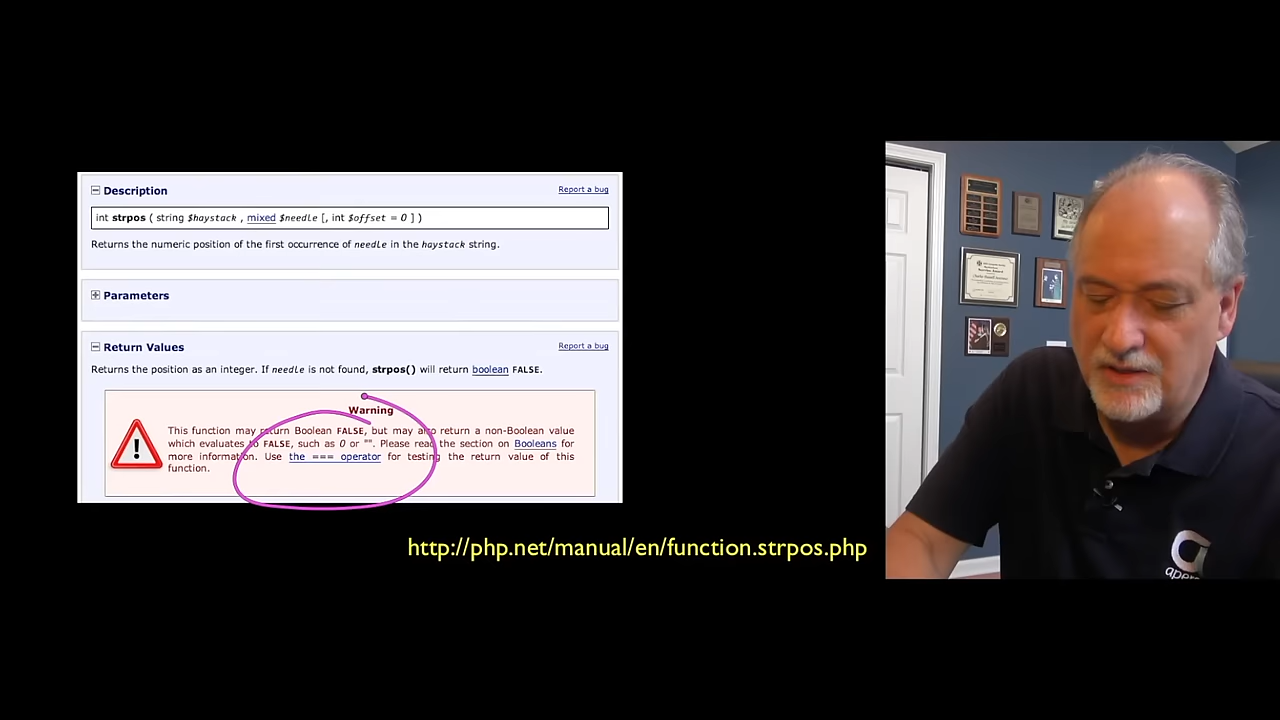 Description
Report a bug
int strpos ( string $haystack , mixed $needle [, int $offset = 0 ] )
Returns the numeric position of the first occurrence of needle in the haystack string.
Parameters
Return Values
Report a bug
Returns the position as an integer. If needle is not found, strpos() will return boolean FALSE.
Warning
This function may return Boolean FALSE, but may also return a non-Boolean value
which evaluates to FALSE, such as 0 or "". Please read the section on Booleans for
more information. Use the === operator for testing the return value of this
function.
http://php.net/manual/en/function.strpos.php